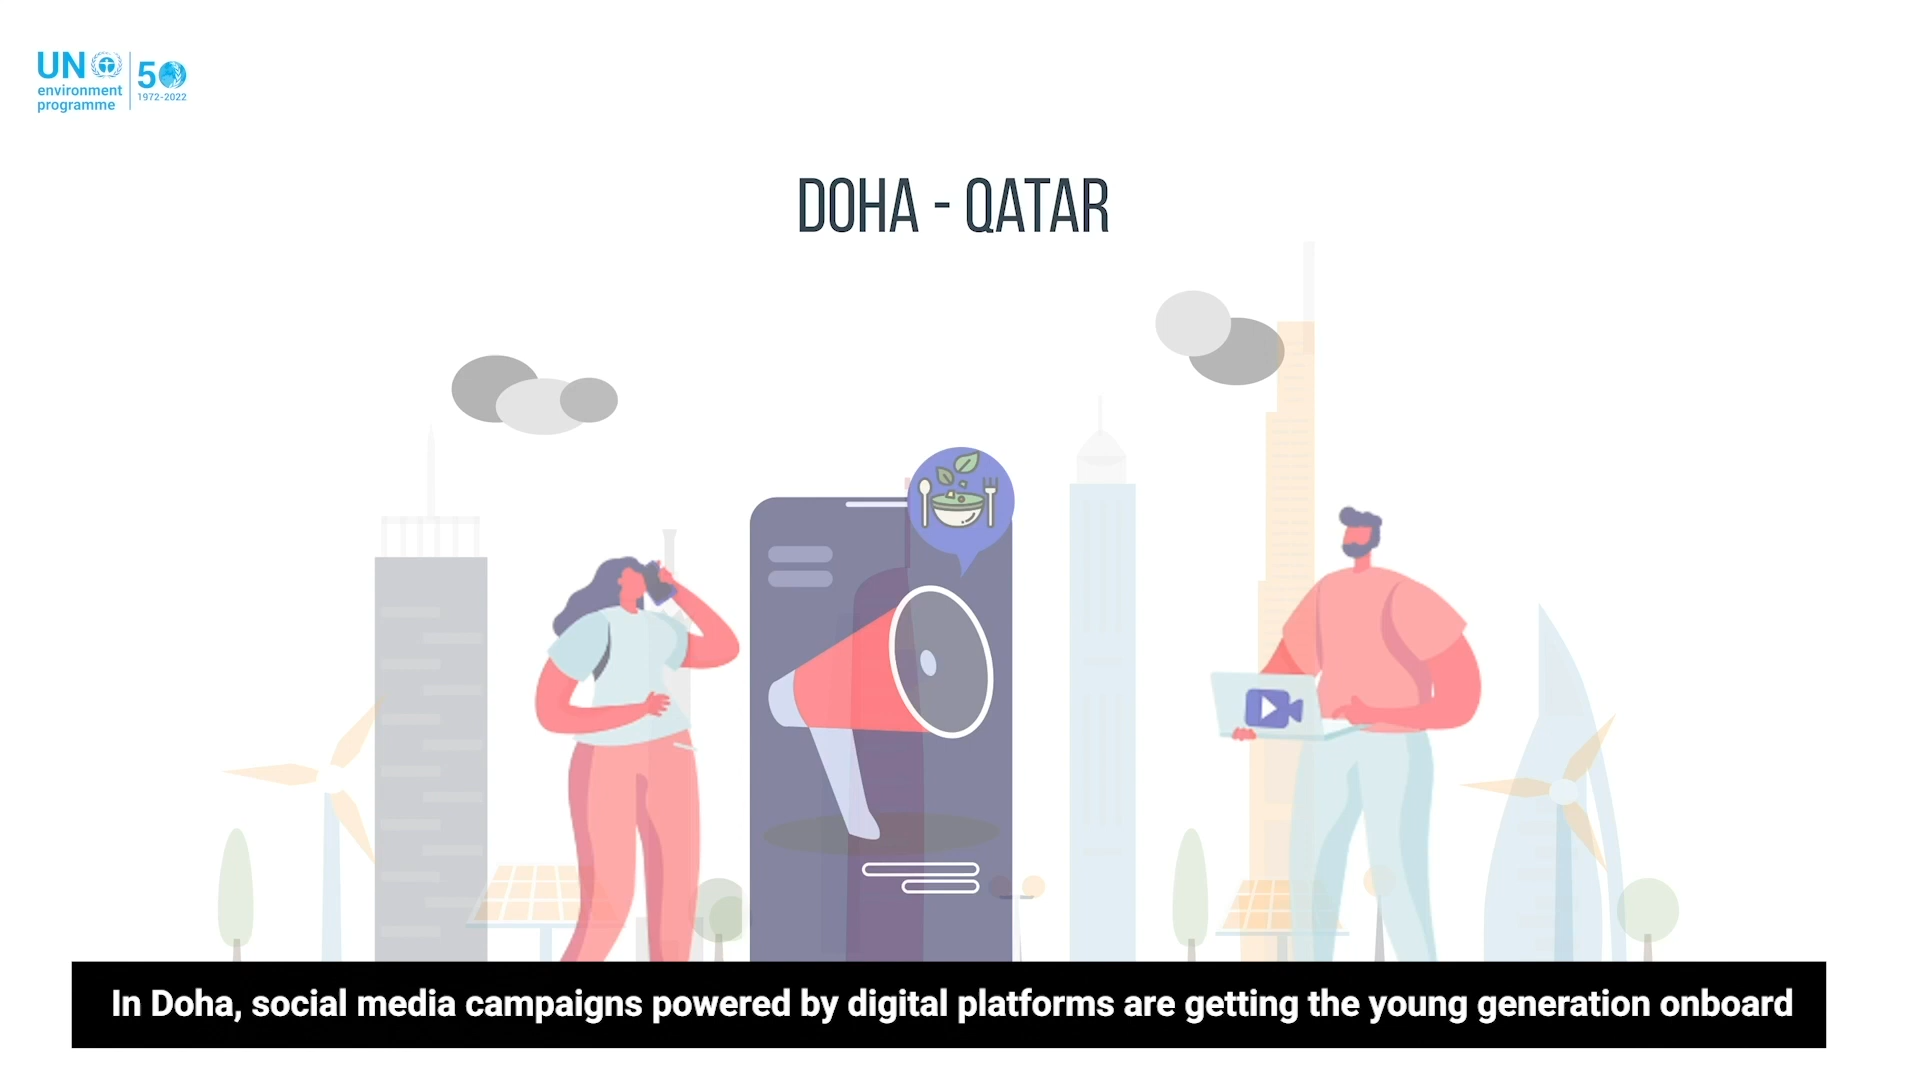 UN
environment
programme
50
1972-2022
DOHA - QATAR
In Doha, social media campaigns powered by digital platforms are getting the young generation onboard